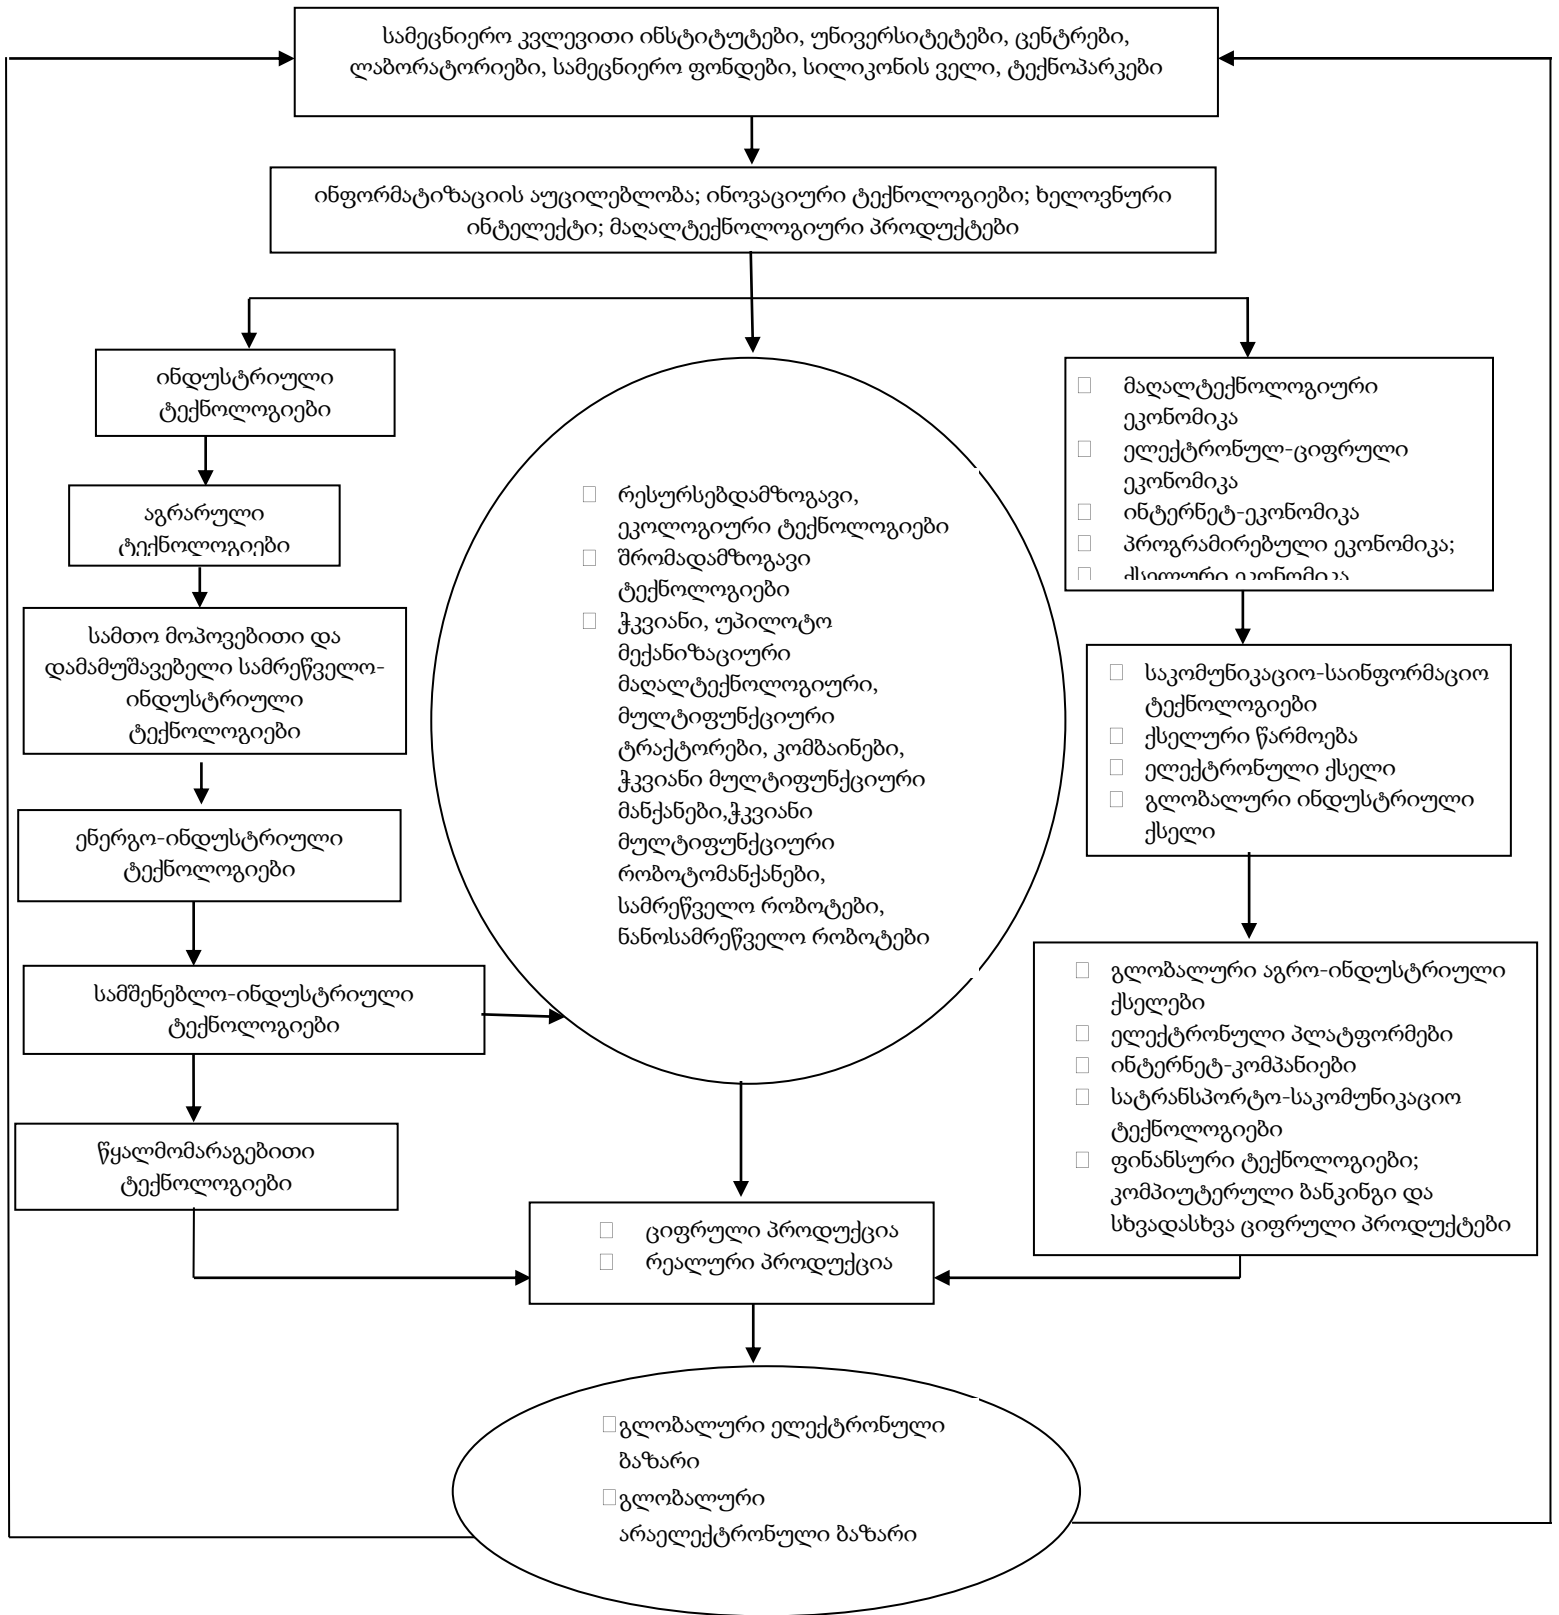 სამეცნიერო კვლევითი ინსტიტუტები, უნივერსიტეტები, ცენტრები,
ლაბორატორიები, სამეცნიერო ფონდები, სილიკონის ველი, ტექნოპარკები
ინფორმატიზაციის აუცილებლობა; ინოვაციური ტექნოლოგიები; ხელოვნური
ინტელექტი; მაღალტექნოლოგიური პროდუქტები
ინდუსტრიული
ტექნოლოგიები
აგრარული
ტექნოლოგიები
სამთო მოპოვებითი და
დამამუშავებელი სამრეწველო-
ინდუსტრიული
ტექნოლოგიები
ენერგო-ინდუსტრიული
ტექნოლოგიები
სამშენებლო-ინდუსტრიული
ტექნოლოგიები
წყალმომარაგებითი
ტექნოლოგიები
რესურსებდამზოგავი,
ეკოლოგიური ტექნოლოგიები
შრომადამზოგავი
ტექნოლოგიები
ჭკვიანი, უპილოტო
მექანიზაციური
მაღალტექნოლოგიური,
მულტიფუნქციური
ტრაქტორები, კომბაინები,
ჭკვიანი მულტიფუნქციური
მანქანები,ჭკვიანი
მულტიფუნქციური
რობოტომანქანები,
სამრეწველო რობოტები,
ნანოსამრეწველო რობოტები
მაღალტექნოლოგიური
ეკონომიკა
ელექტრონულ-ციფრული
ეკონომიკა
ინტერნეტ-ეკონომიკა
პროგრამირებული ეკონომიკა;
ქსელური ეკონომიკა
საკომუნიკაციო-საინფორმაციო
ტექნოლოგიები
ქსელური წარმოება
ელექტრონული ქსელი
გლობალური ინდუსტრიული
ქსელი
გლობალური აგრო-ინდუსტრიული
ქსელები
ელექტრონული პლატფორმები
ინტერნეტ-კომპანიები
სატრანსპორტო-საკომუნიკაციო
ტექნოლოგიები
ფინანსური ტექნოლოგიები;
კომპიუტერული ბანკინგი და
სხვადასხვა ციფრული პროდუქტები
ციფრული პროდუქცია
რეალური პროდუქცია
გლობალური ელექტრონული
ბაზარი
გლობალური
არაელექტრონული ბაზარი